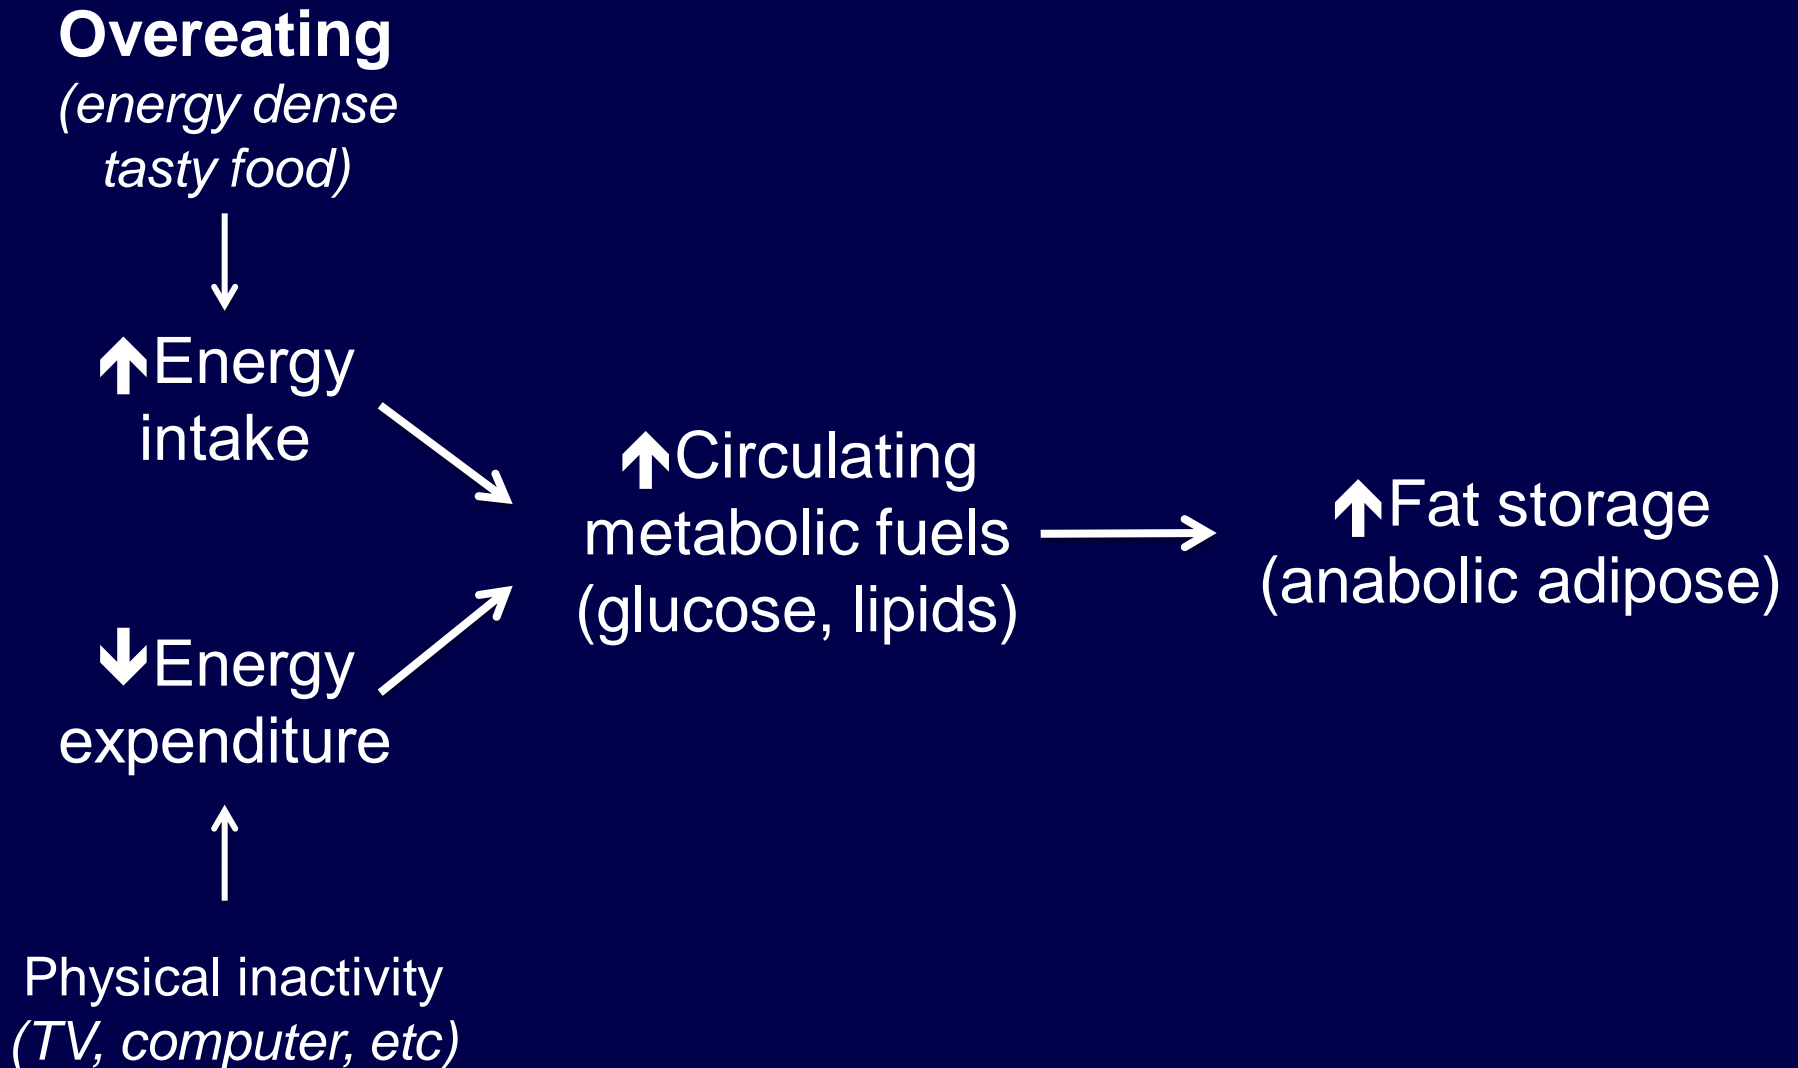 Overeating
(energy dense
tasty food)
↑Energy
intake
↑Circulating
metabolic fuels
(glucose, lipids)
↑Fat storage
(anabolic adipose)
↓Energy
expenditure
Physical inactivity
(TV, computer, etc)